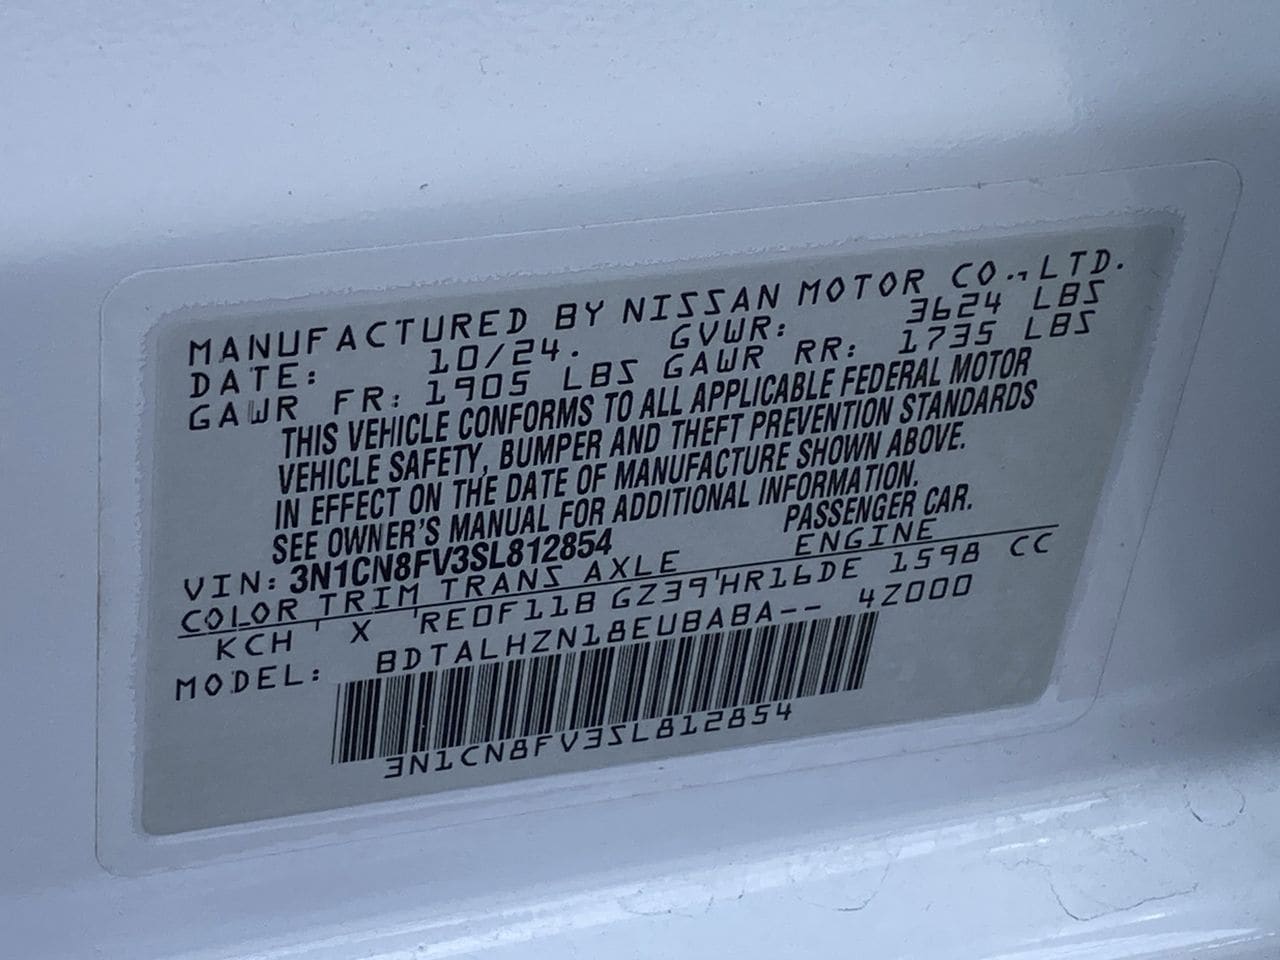 MANUFACTURED BY NISSAN MOTOR CO.,LTD.
DATE: 10/24. GVWR: 3624 LBS
GAWR FR: 1905 LBS GAWR RR: 1735 LBS
THIS VEHICLE CONFORMS TO ALL APPLICABLE FEDERAL MOTOR
VEHICLE SAFETY, BUMPER AND THEFT PREVENTION STANDARDS
IN EFFECT ON THE DATE OF MANUFACTURE SHOWN ABOVE.
SEE OWNER'S MANUAL FOR ADDITIONAL INFORMATION.
VIN: 3N1CN8FV3SL812854 PASSENGER CAR.
COLOR TRIM TRANS AXLE ENGINE
KCH X RE0F11B GZ39 HR16DE 1598 CC
MODEL: BDTALHZN18EUBABA-- 4Z000
3N1CN8FV3SL812854